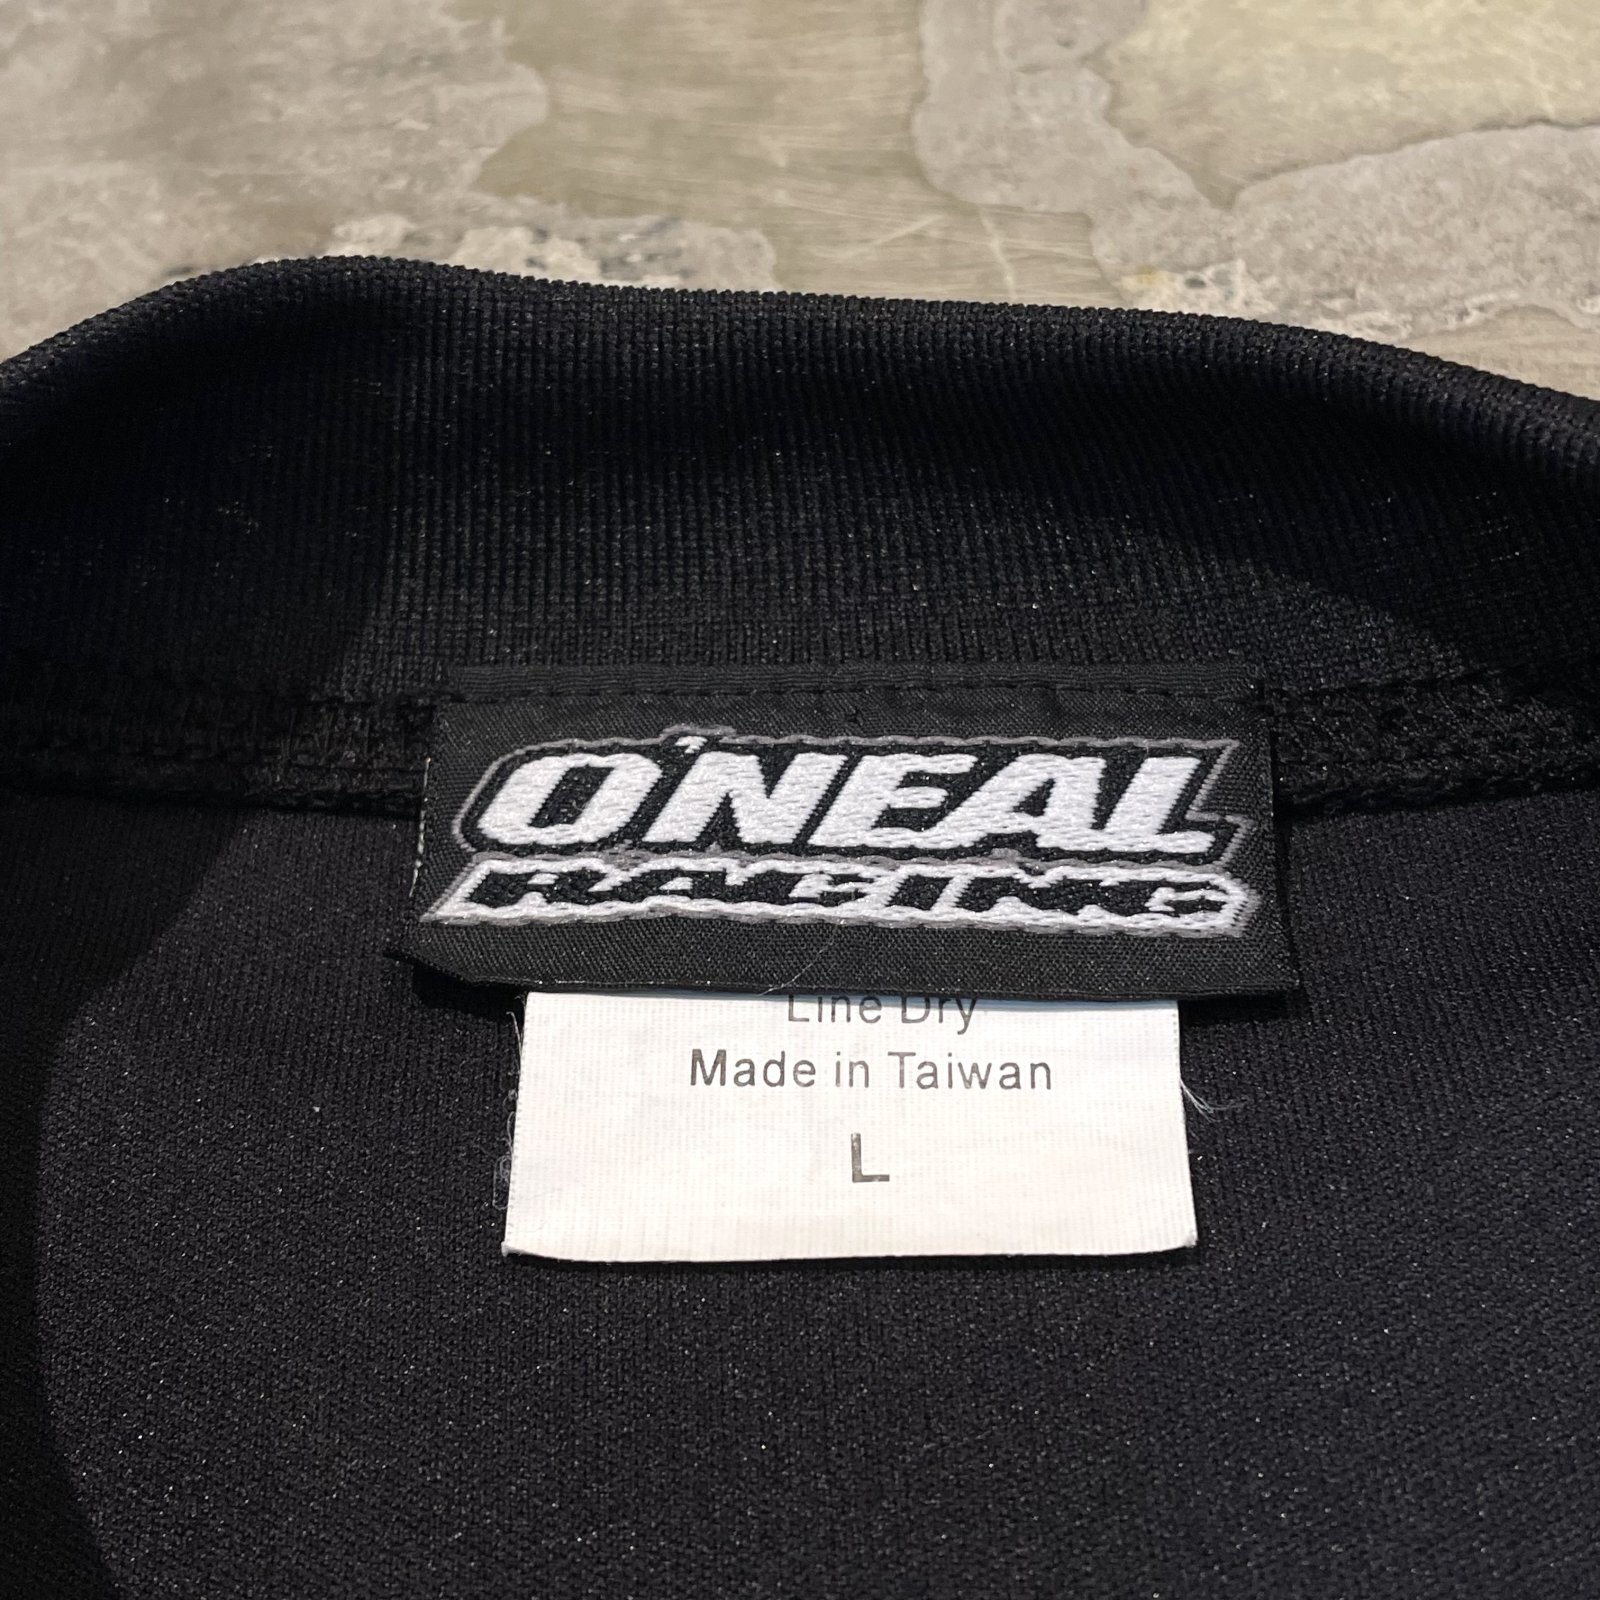 O'NEAL
RACING
Line Dry
Made in Taiwan
L